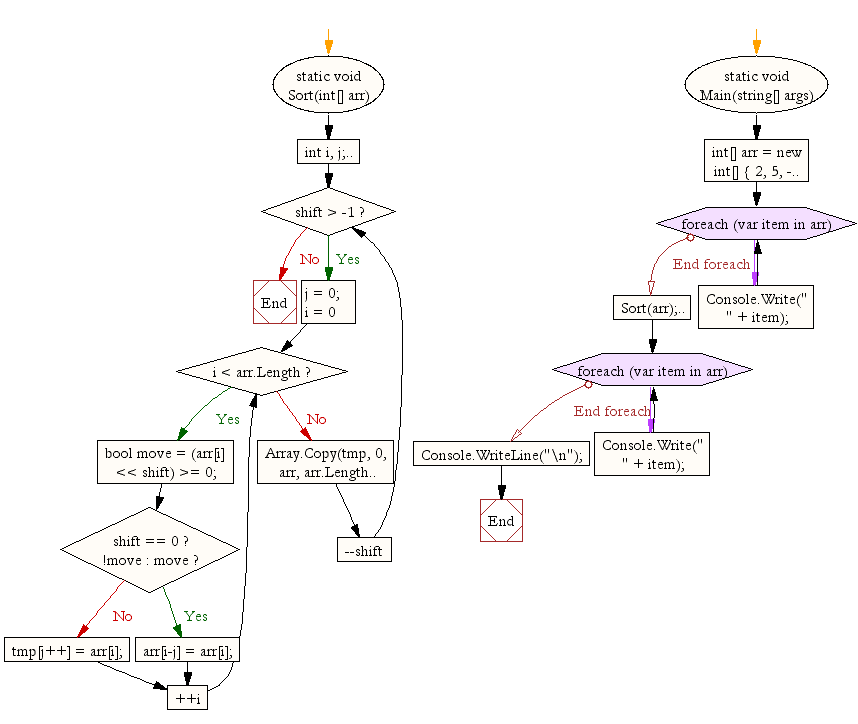 static void
Sort(int[] arr)
int i, j;..
shift > -1 ?
No
Yes
End
j = 0;
i = 0
i < arr.Length ?
Yes
No
bool move = (arr[i]
<< shift) >= 0;
Array.Copy(tmp, 0,
arr, arr.Length..
shift == 0 ?
!move : move ?
--shift
No
Yes
tmp[j++] = arr[i];
arr[i-j] = arr[i];
++i
static void
Main(string[] args)
int[] arr = new
int[] { 2, 5, -..
foreach (var item in arr)
End foreach
Console.Write("
" + item);
Sort(arr);..
foreach (var item in arr)
End foreach
Console.Write("
" + item);
Console.WriteLine("\n");
End